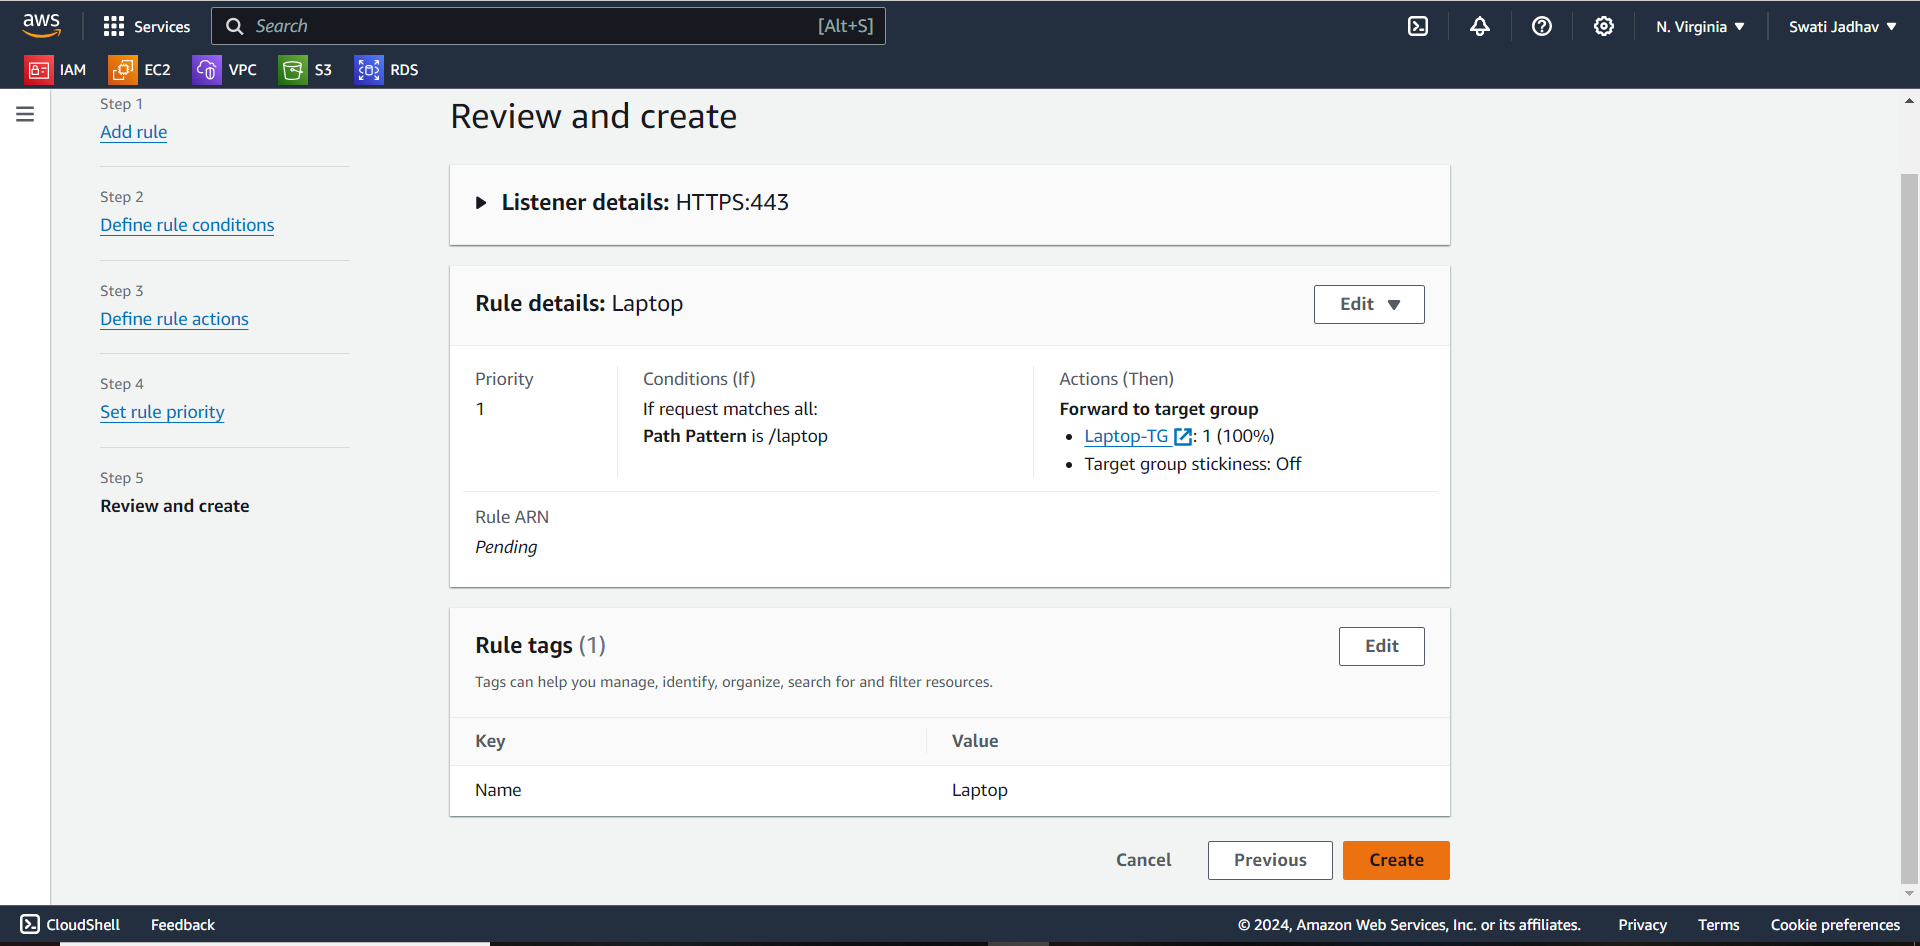 aws
Services
Search
[Alt+S]
N. Virginia
Swati Jadhav
IAM
EC2
VPC
S3
RDS
Step 1
Add rule
Step 2
Define rule conditions
Step 3
Define rule actions
Step 4
Set rule priority
Step 5
Review and create
Review and create
Listener details: HTTPS:443
Rule details: Laptop
Edit
Priority
1
Conditions (If)
If request matches all:
Path Pattern is /laptop
Actions (Then)
Forward to target group
• Laptop-TG : 1 (100%)
• Target group stickiness: Off
Rule ARN
Pending
Rule tags (1)
Edit
Tags can help you manage, identify, organize, search for and filter resources.
Key Value
Name Laptop
Cancel
Previous
Create
CloudShell
Feedback
© 2024, Amazon Web Services, Inc. or its affiliates.
Privacy
Terms
Cookie preferences